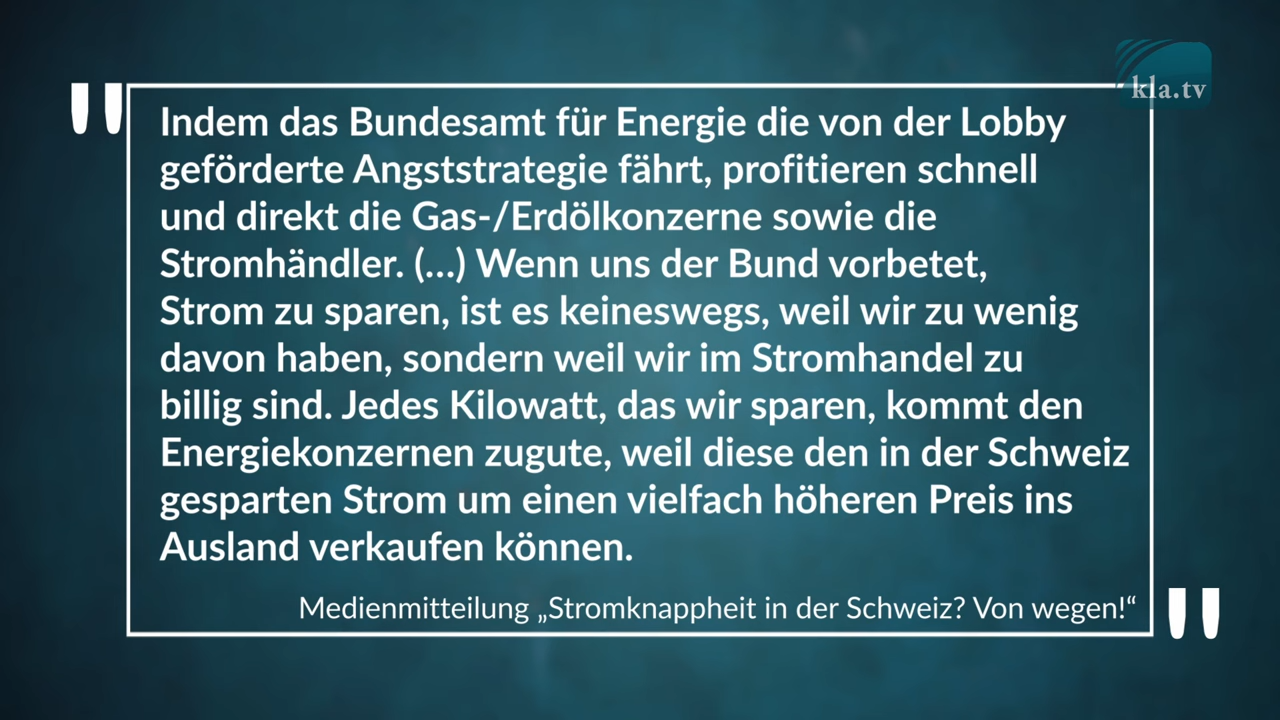 kla.tv
"
Indem das Bundesamt für Energie die von der Lobby
geförderte Angststrategie fährt, profitieren schnell
und direkt die Gas-/Erdölkonzerne sowie die
Stromhändler. (...) Wenn uns der Bund vorbetet,
Strom zu sparen, ist es keineswegs, weil wir zu wenig
davon haben, sondern weil wir im Stromhandel zu
billig sind. Jedes Kilowatt, das wir sparen, kommt den
Energiekonzernen zugute, weil diese den in der Schweiz
gesparten Strom um einen vielfach höheren Preis ins
Ausland verkaufen können.
Medienmitteilung „Stromknappheit in der Schweiz? Von wegen!“
"